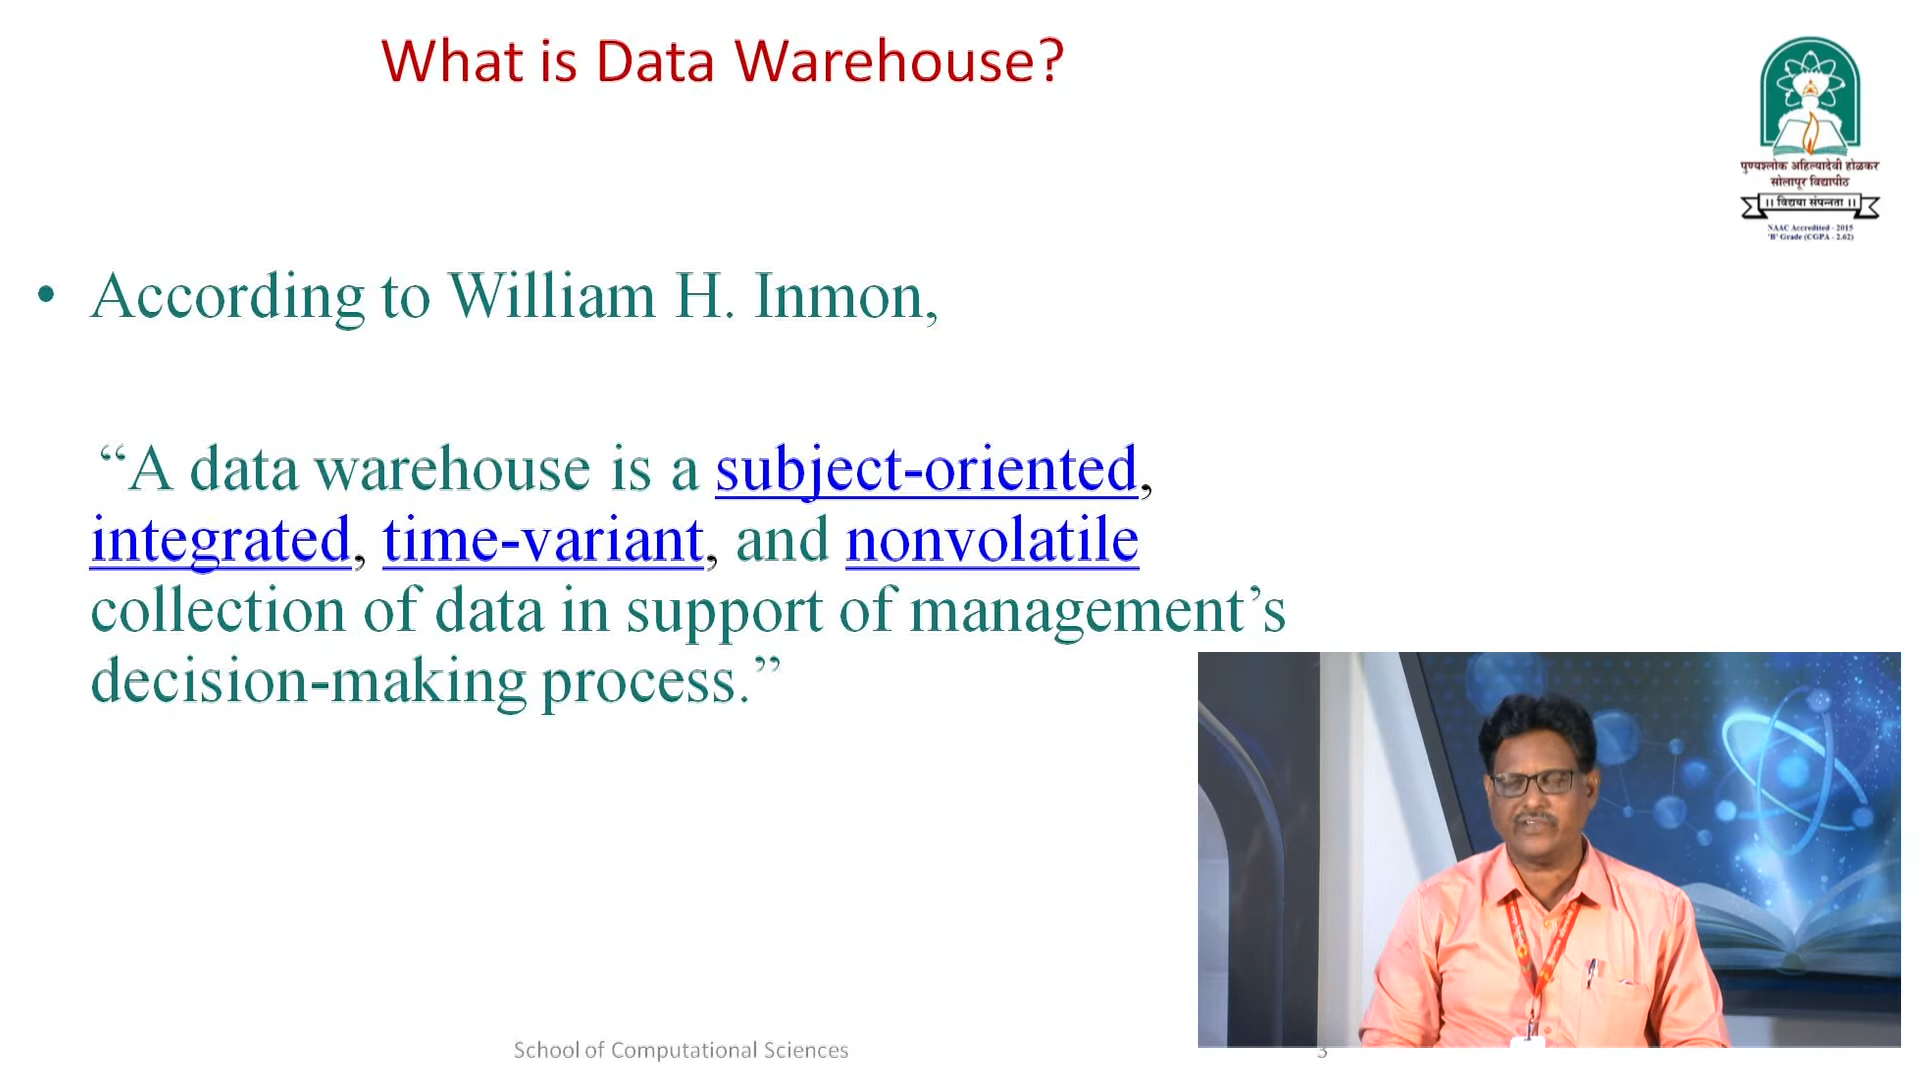 What is Data Warehouse?
पुण्यश्लोक अहिल्यादेवी होळकर
सोलापूर विद्यापीठ
।। विद्यया संपन्नता ।।
NAAC Accredited - 2015
'B' Grade (CGPA - 2.62)
• According to William H. Inmon,
“A data warehouse is a subject-oriented,
integrated, time-variant, and nonvolatile
collection of data in support of management’s
decision-making process.”
School of Computational Sciences
3